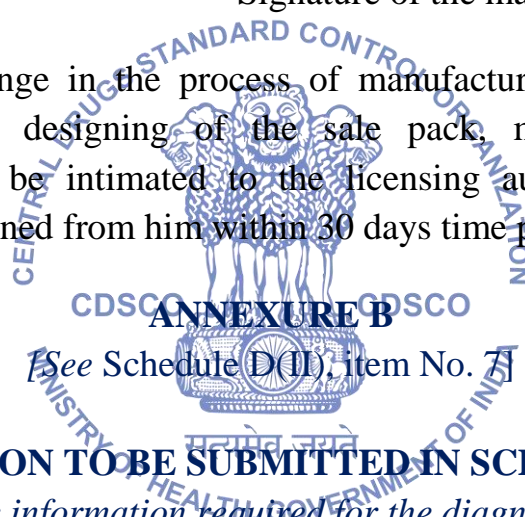 Signature of the ma
CENTRAL DRUGS STANDARD CONTROL ORGANIZATION
nge in the process of manufactur
designing of the sale pack, m
be intimated to the licensing au
ned from him within 30 days time p
CDSCO CDSCO
ANNEXURE B
[See Schedule D(II), item No. 7]
सत्यमेव जयते
ON TO BE SUBMITTED IN SCH
information required for the diagn
MINISTRY OF HEALTH GOVERNMENT OF INDIA